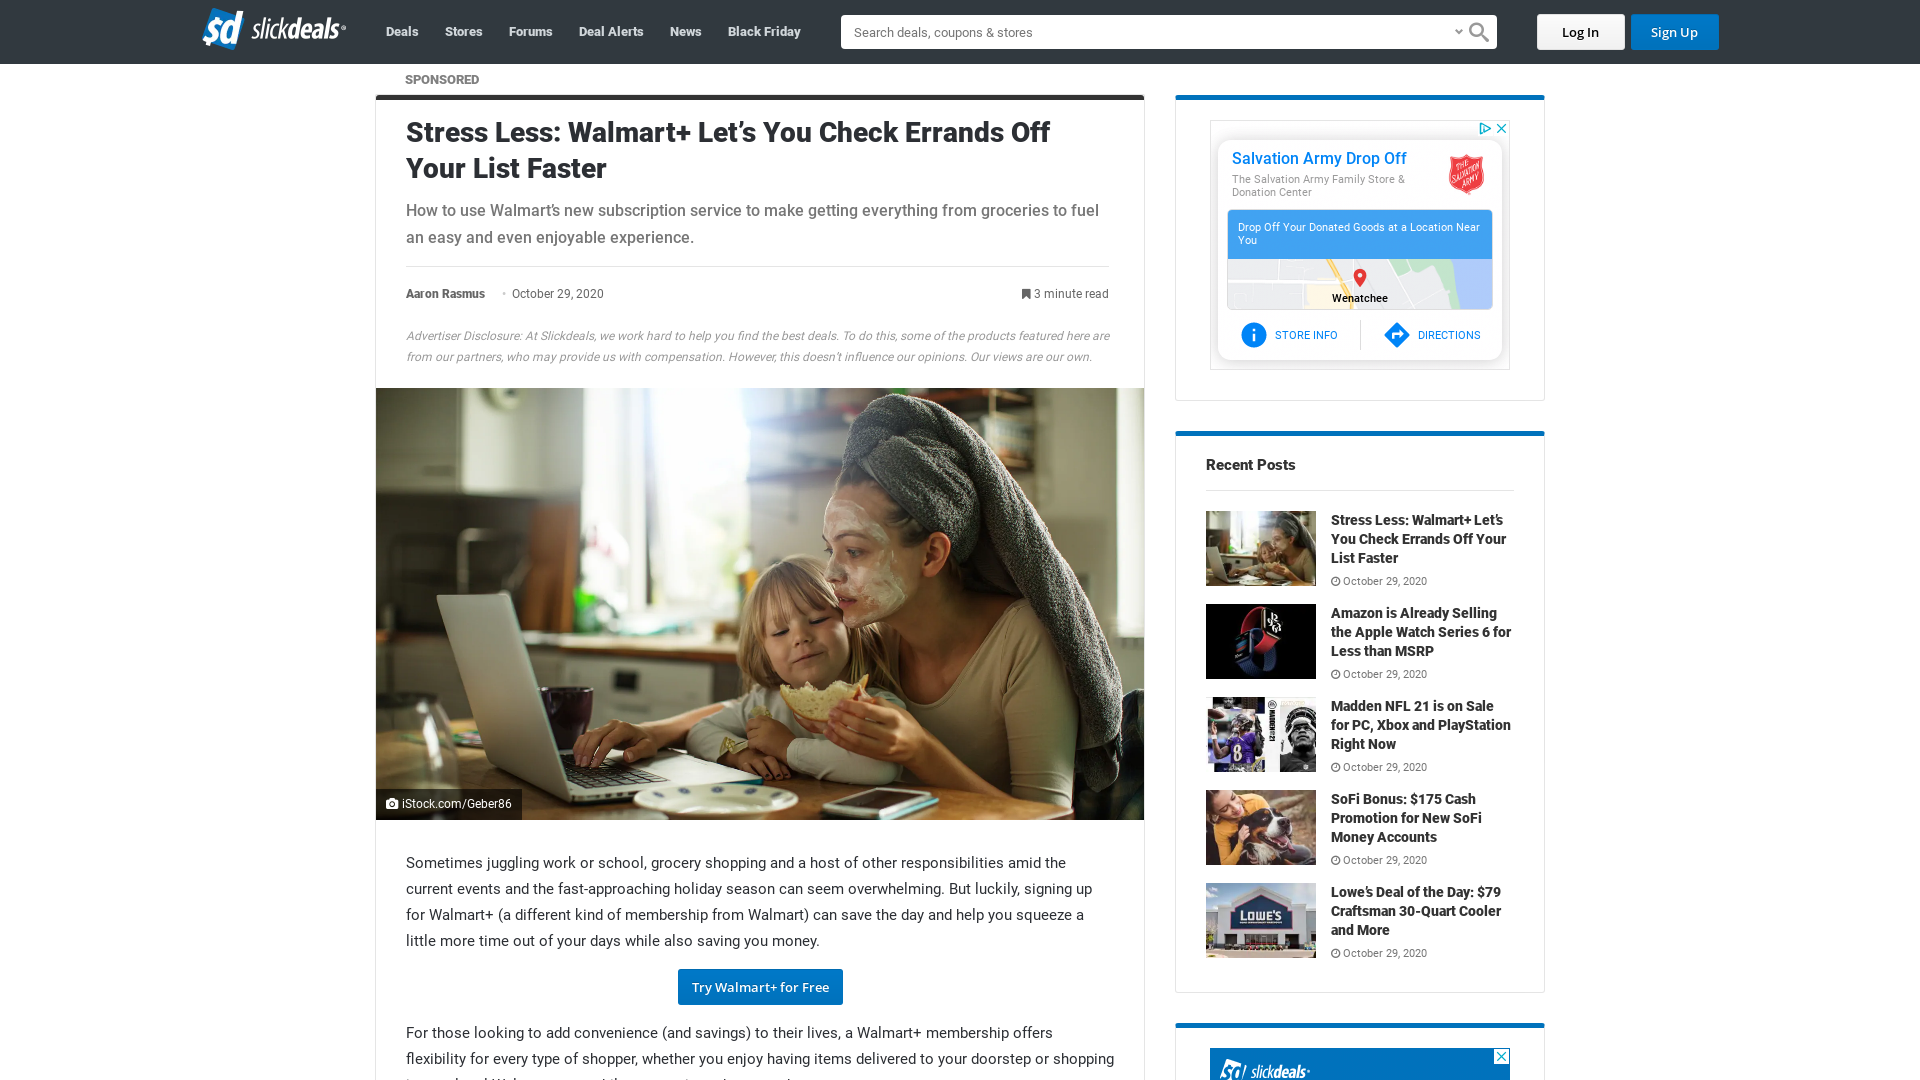 sd slickdeals
Deals
Stores
Forums
Deal Alerts
News
Black Friday
Search deals, coupons & stores
Log In
Sign Up
SPONSORED
Stress Less: Walmart+ Let’s You Check Errands Off
Your List Faster
How to use Walmart’s new subscription service to make getting everything from groceries to fuel
an easy and even enjoyable experience.
Aaron Rasmus
October 29, 2020
3 minute read
Advertiser Disclosure: At Slickdeals, we work hard to help you find the best deals. To do this, some of the products featured here are
from our partners, who may provide us with compensation. However, this doesn’t influence our opinions. Our views are our own.
iStock.com/Geber86
Sometimes juggling work or school, grocery shopping and a host of other responsibilities amid the
current events and the fast-approaching holiday season can seem overwhelming. But luckily, signing up
for Walmart+ (a different kind of membership from Walmart) can save the day and help you squeeze a
little more time out of your days while also saving you money.
Try Walmart+ for Free
For those looking to add convenience (and savings) to their lives, a Walmart+ membership offers
flexibility for every type of shopper, whether you enjoy having items delivered to your doorstep or shopping
Salvation Army Drop Off
The Salvation Army Family Store &
Donation Center
THE SALVATION ARMY
Drop Off Your Donated Goods at a Location Near
You
Wenatchee
STORE INFO
DIRECTIONS
Recent Posts
Stress Less: Walmart+ Let’s
You Check Errands Off Your
List Faster
October 29, 2020
Amazon is Already Selling
the Apple Watch Series 6 for
Less than MSRP
October 29, 2020
Madden NFL 21 is on Sale
for PC, Xbox and PlayStation
Right Now
October 29, 2020
SoFi Bonus: $175 Cash
Promotion for New SoFi
Money Accounts
October 29, 2020
LOWE'S
Lowe’s Deal of the Day: $79
Craftsman 30-Quart Cooler
and More
October 29, 2020
sd slickdeals